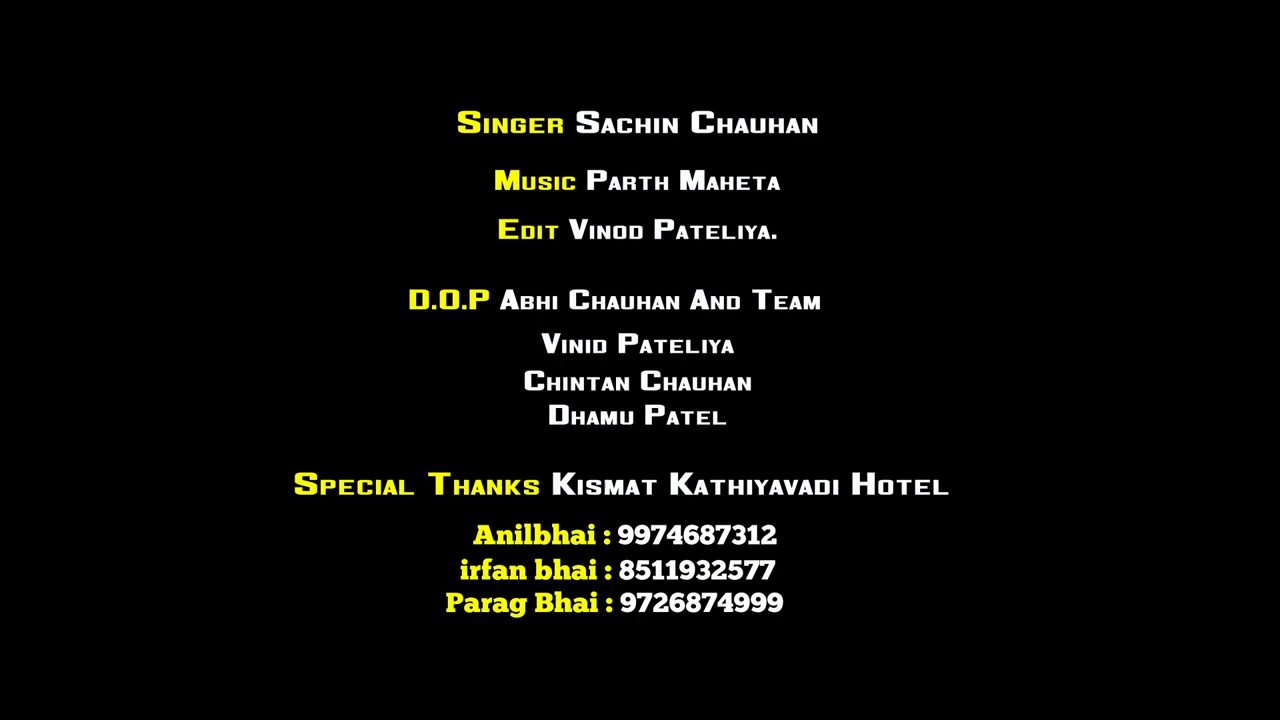 Singer Sachin Chauhan
Music Parth Maheta
Edit Vinod Pateliya.
D.O.P Abhi Chauhan And Team
Vinid Pateliya
Chintan Chauhan
Dhamu Patel
Special Thanks Kismat Kathiyavadi Hotel
Anilbhai : 9974687312
irfan bhai : 8511932577
Parag Bhai : 9726874999